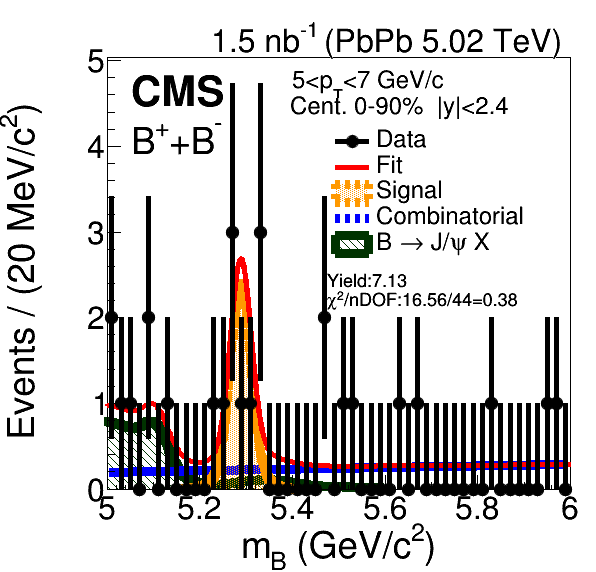 1.5 nb⁻¹ (PbPb 5.02 TeV)
CMS
B⁺+B⁻
5<p_T<7 GeV/c
Cent. 0-90% |y|<2.4
Data
Fit
Signal
Combinatorial
B → J/ψ X
Yield:7.13
χ²/nDOF:16.56/44=0.38
Events / (20 MeV/c²)
5
4
3
2
1
0
5 5.2 5.4 5.6 5.8 6
m_B (GeV/c²)